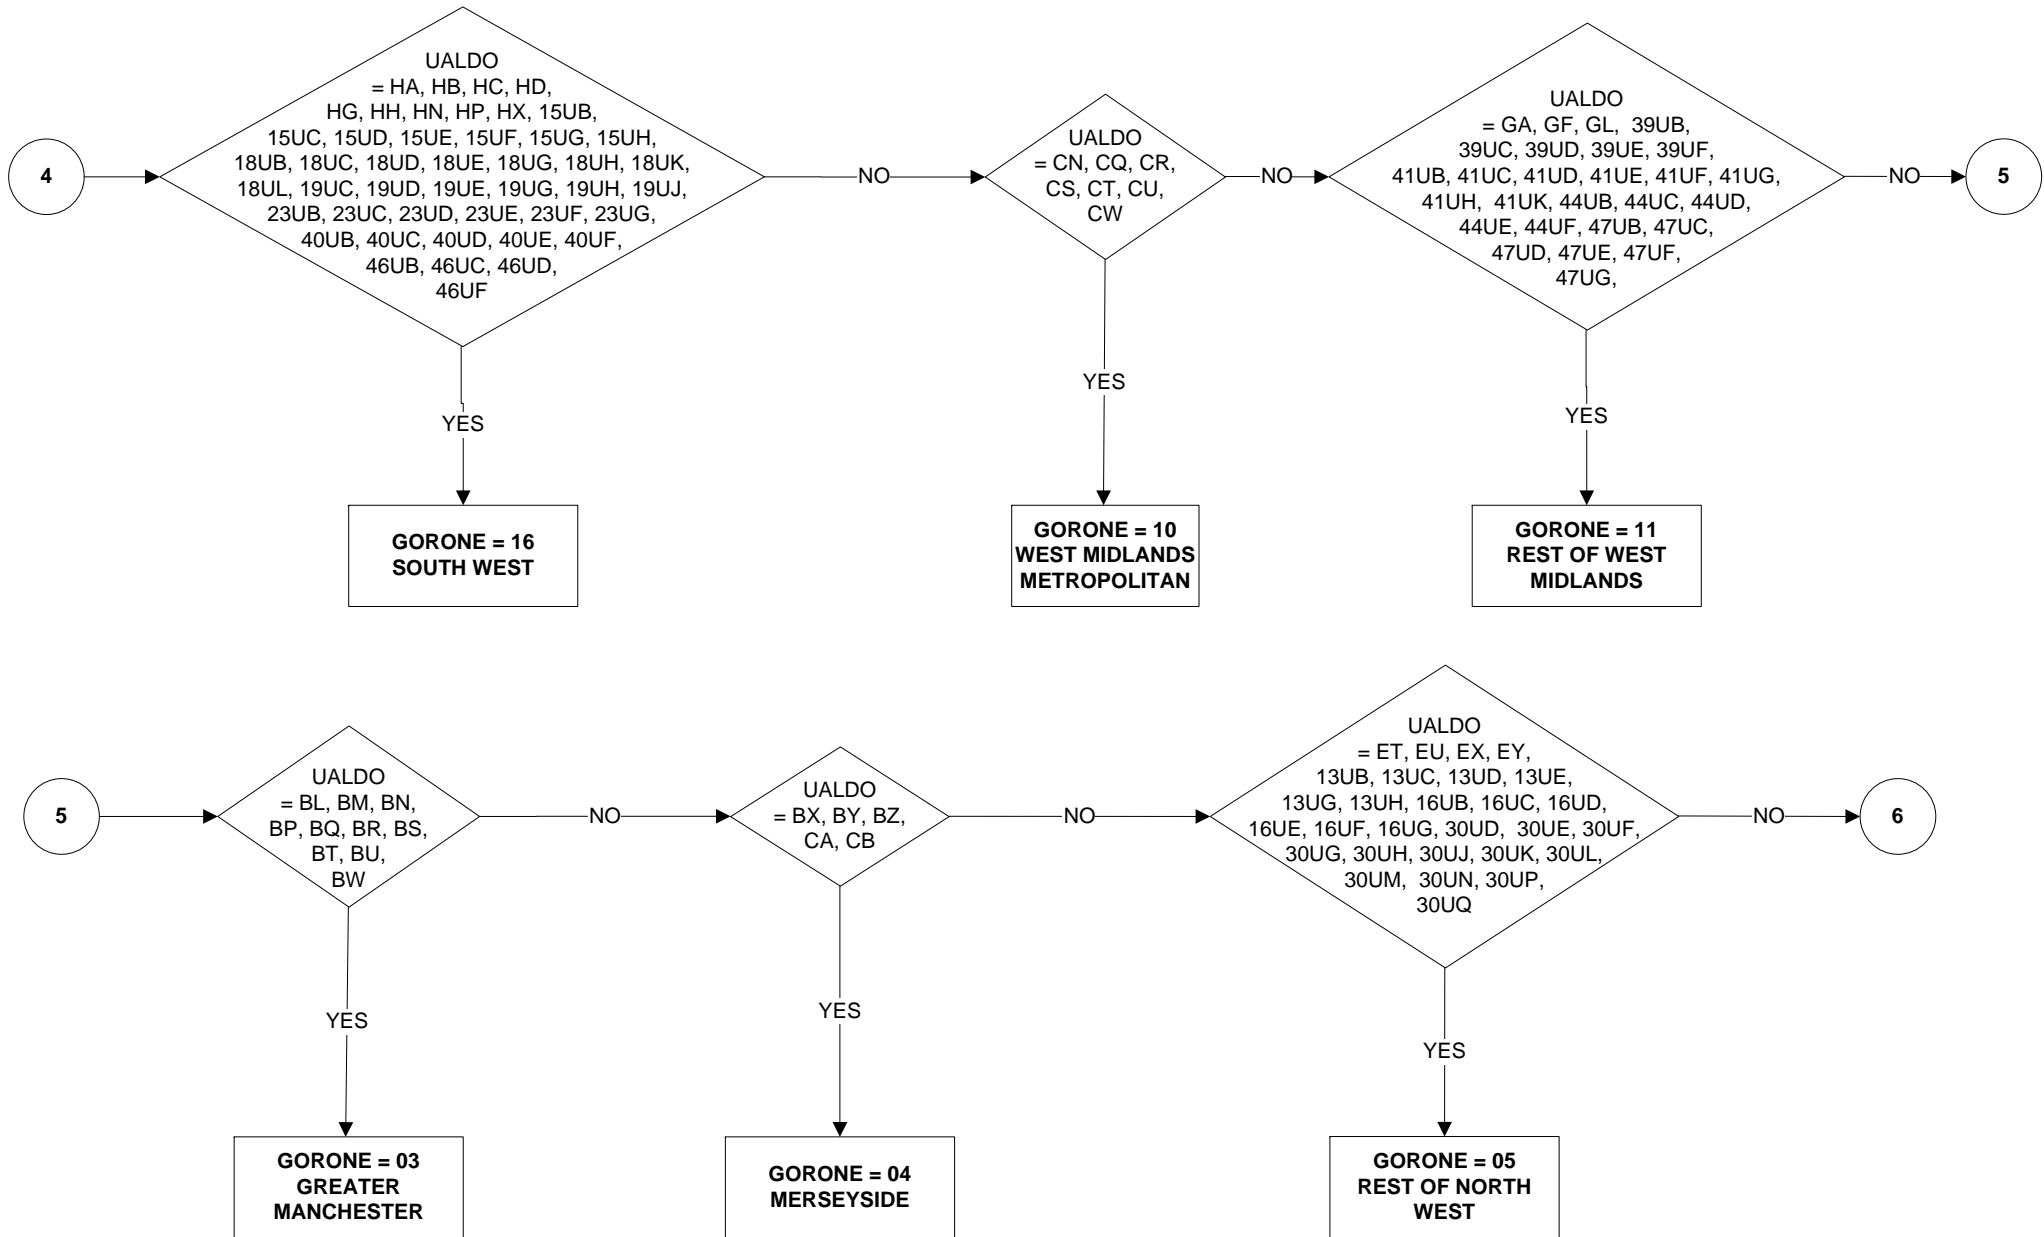 4
UALDO
= HA, HB, HC, HD,
HG, HH, HN, HP, HX, 15UB,
15UC, 15UD, 15UE, 15UF, 15UG, 15UH,
18UB, 18UC, 18UD, 18UE, 18UG, 18UH, 18UK,
18UL, 19UC, 19UD, 19UE, 19UG, 19UH, 19UJ,
23UB, 23UC, 23UD, 23UE, 23UF, 23UG,
40UB, 40UC, 40UD, 40UE, 40UF,
46UB, 46UC, 46UD,
46UF
NO
UALDO
= CN, CQ, CR,
CS, CT, CU,
CW
NO
UALDO
= GA, GF, GL, 39UB,
39UC, 39UD, 39UE, 39UF,
41UB, 41UC, 41UD, 41UE, 41UF, 41UG,
41UH, 41UK, 44UB, 44UC, 44UD,
44UE, 44UF, 47UB, 47UC,
47UD, 47UE, 47UF,
47UG,
NO
5
YES
YES
YES
GORONE = 16
SOUTH WEST
GORONE = 10
WEST MIDLANDS
METROPOLITAN
GORONE = 11
REST OF WEST
MIDLANDS
5
UALDO
= BL, BM, BN,
BP, BQ, BR, BS,
BT, BU,
BW
NO
UALDO
= BX, BY, BZ,
CA, CB
NO
UALDO
= ET, EU, EX, EY,
13UB, 13UC, 13UD, 13UE,
13UG, 13UH, 16UB, 16UC, 16UD,
16UE, 16UF, 16UG, 30UD, 30UE, 30UF,
30UG, 30UH, 30UJ, 30UK, 30UL,
30UM, 30UN, 30UP,
30UQ
NO
6
YES
YES
YES
GORONE = 03
GREATER
MANCHESTER
GORONE = 04
MERSEYSIDE
GORONE = 05
REST OF NORTH
WEST